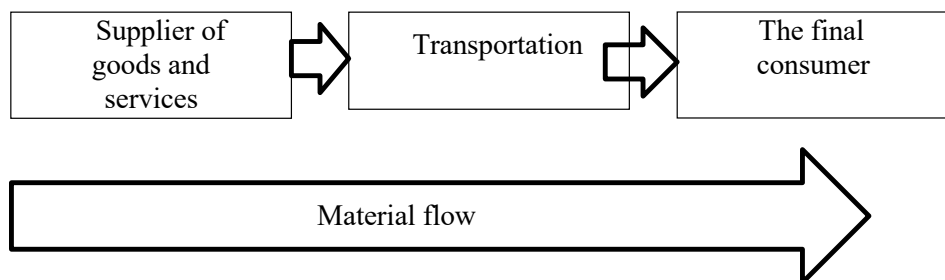 Supplier of
goods and
services
Transportation
The final
consumer
Material flow